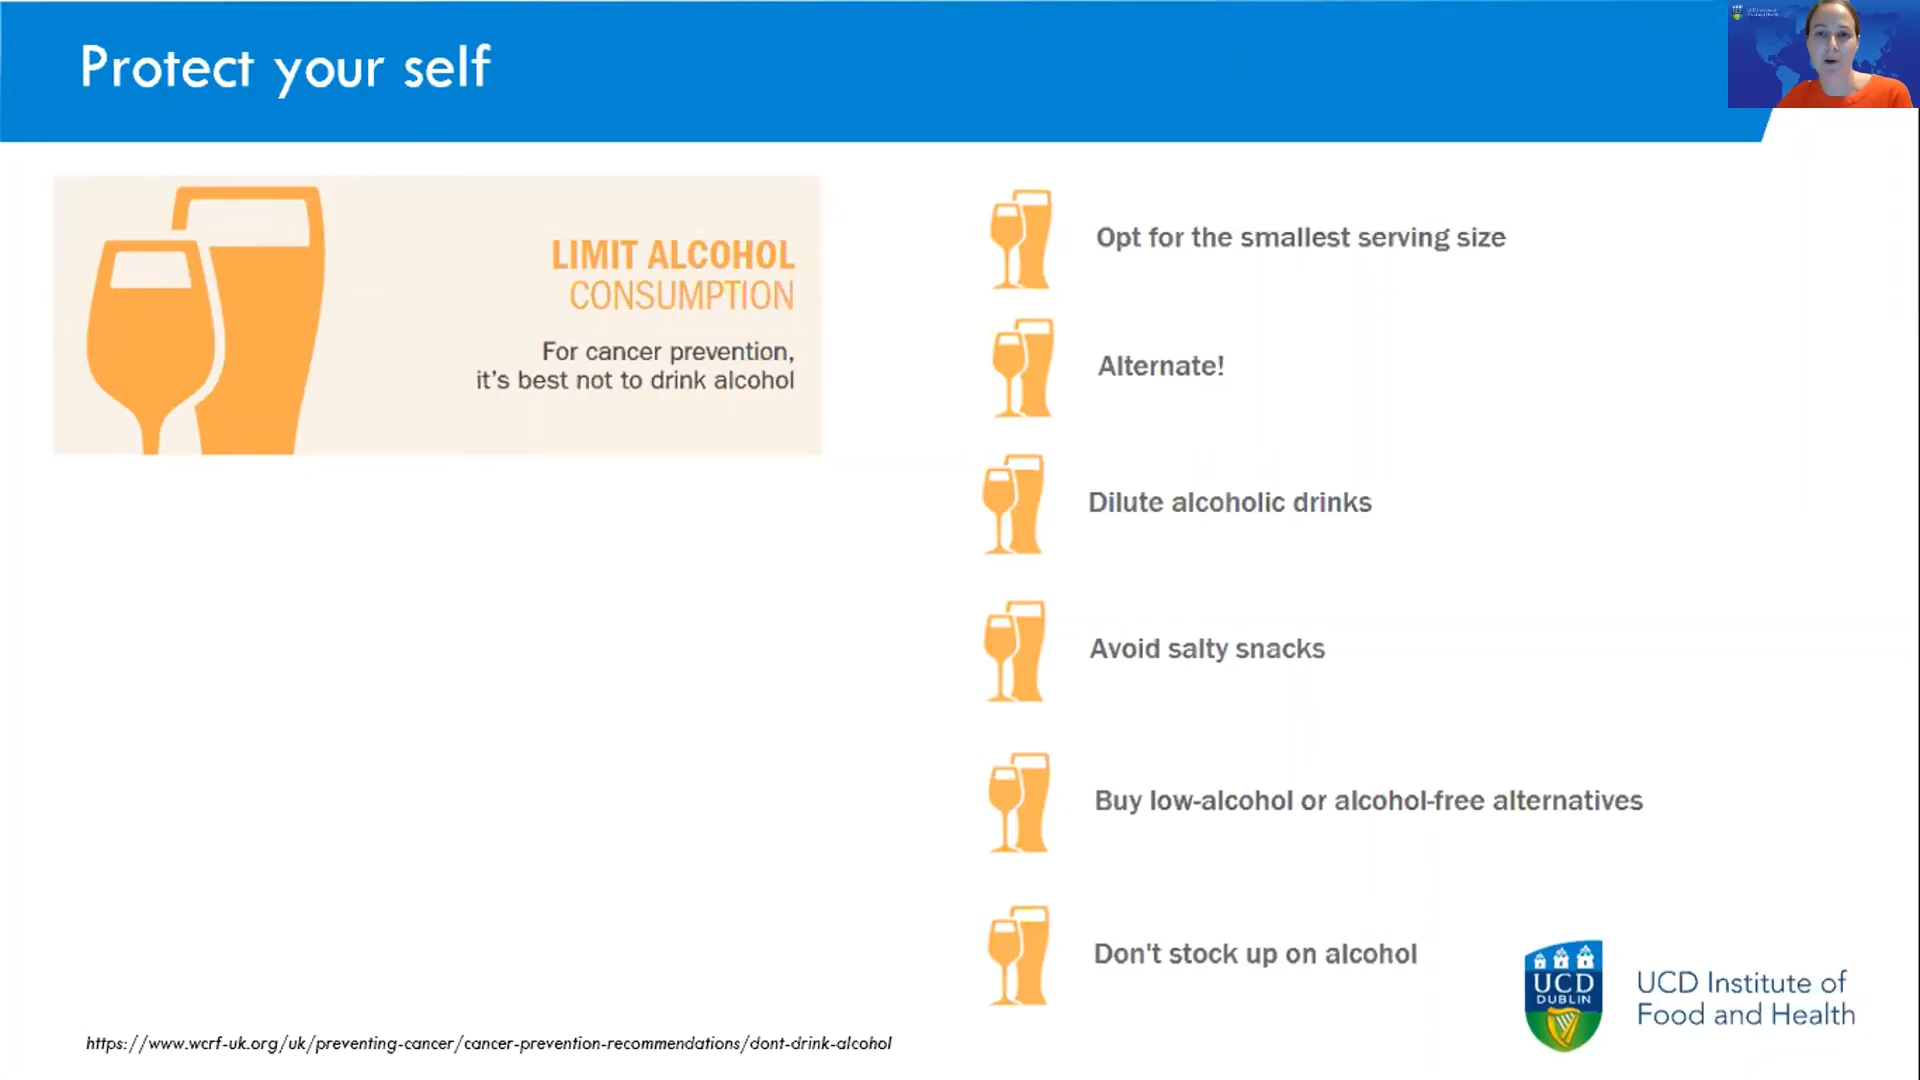 Protect your self
LIMIT ALCOHOL
CONSUMPTION
For cancer prevention,
it's best not to drink alcohol
Opt for the smallest serving size
Alternate!
Dilute alcoholic drinks
Avoid salty snacks
Buy low-alcohol or alcohol-free alternatives
Don't stock up on alcohol
UCD
DUBLIN
UCD Institute of
Food and Health
https://www.wcrf-uk.org/uk/preventing-cancer/cancer-prevention-recommendations/dont-drink-alcohol